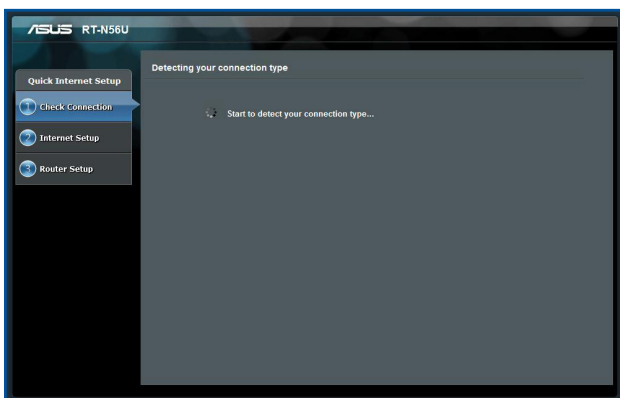 ASUS RT-N56U
Quick Internet Setup
1 Check Connection
2 Internet Setup
3 Router Setup
Detecting your connection type
Start to detect your connection type...